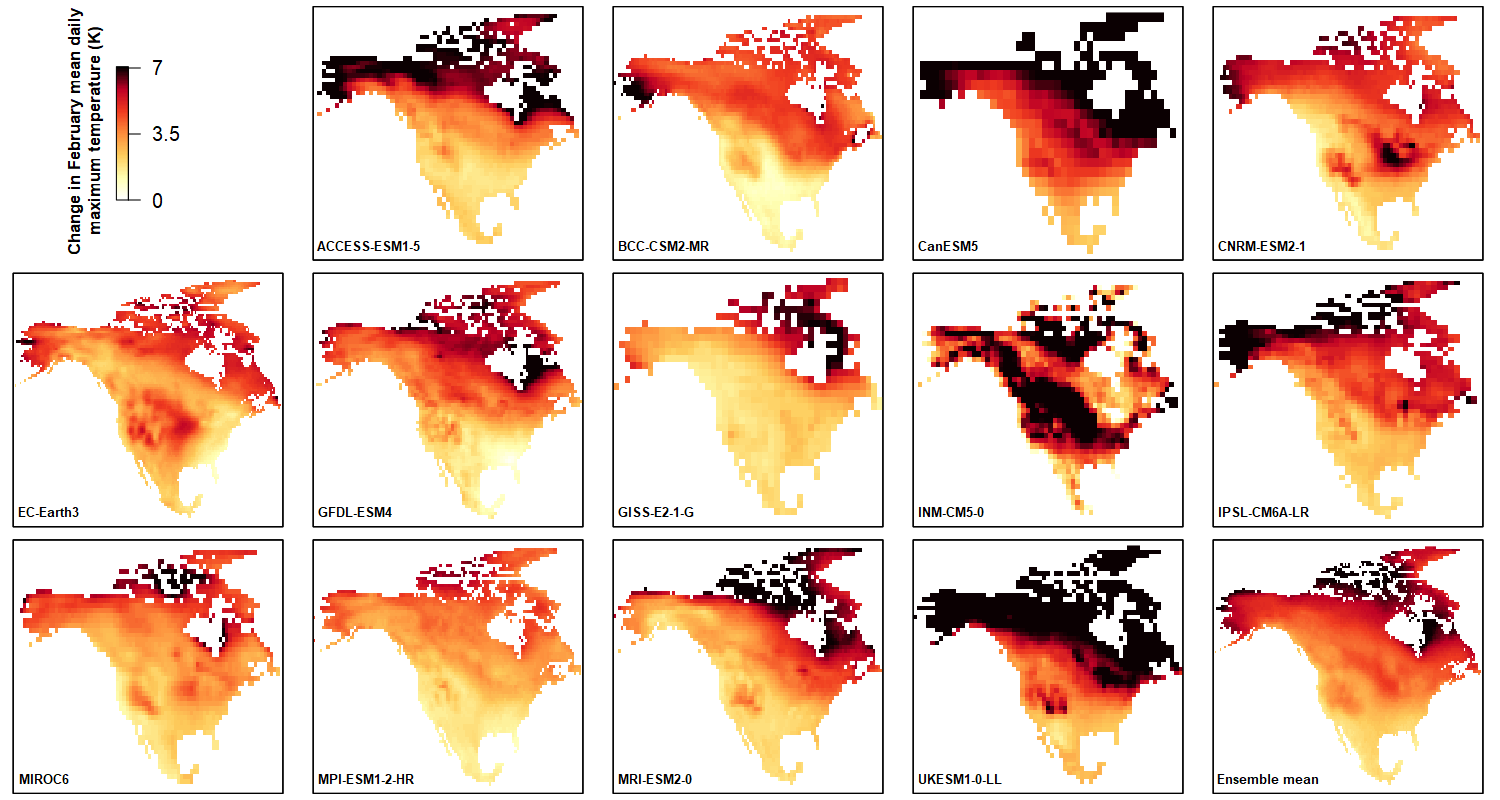 Change in February mean daily
maximum temperature (K)
7
3.5
0
ACCESS-ESM1-5
BCC-CSM2-MR
CanESM5
CNRM-ESM2-1
EC-Earth3
GFDL-ESM4
GISS-E2-1-G
INM-CM5-0
IPSL-CM6A-LR
MIROC6
MPI-ESM1-2-HR
MRI-ESM2-0
UKESM1-0-LL
Ensemble mean